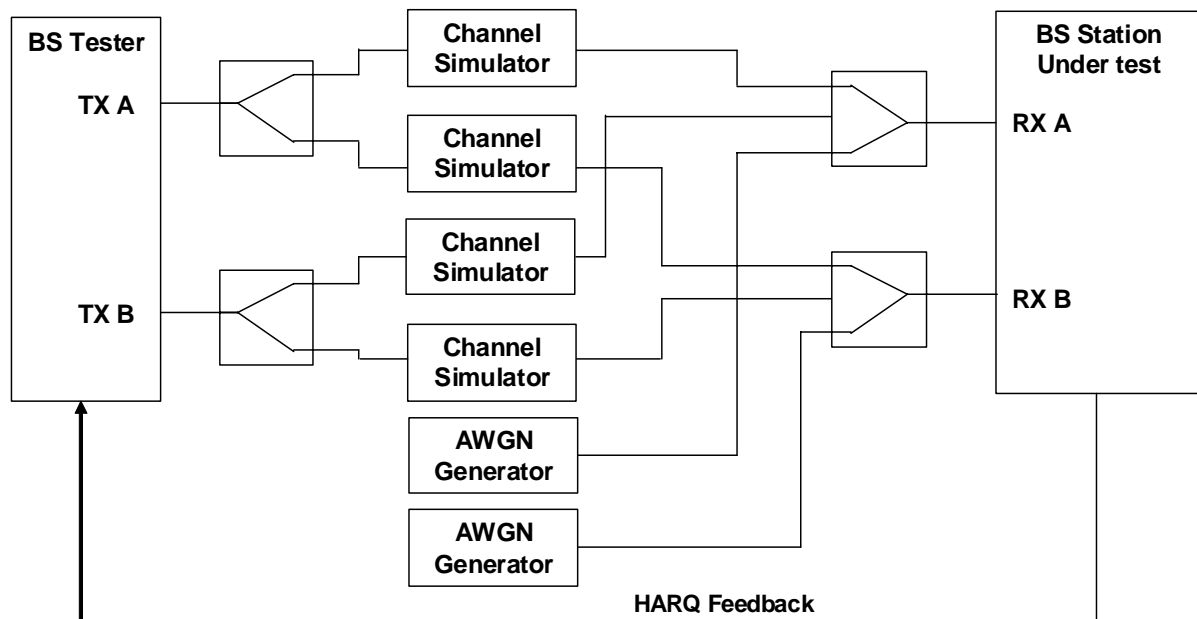 BS Tester
TX A
TX B
Channel
Simulator
Channel
Simulator
Channel
Simulator
Channel
Simulator
AWGN
Generator
AWGN
Generator
BS Station
Under test
RX A
RX B
HARQ Feedback